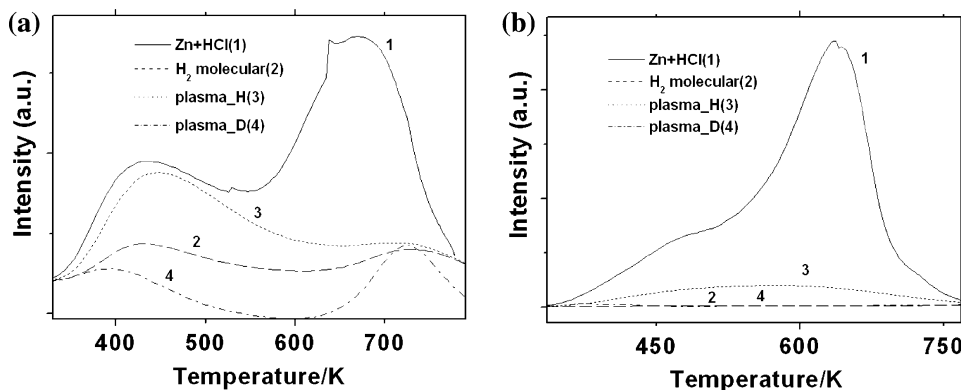 (a)
Intensity (a.u.)
Zn+HCl(1)
H2 molecular(2)
plasma_H(3)
plasma_D(4)
1
3
2
4
400 500 600 700
Temperature/K
(b)
Intensity (a.u.)
Zn+HCl(1)
H2 molecular(2)
plasma_H(3)
plasma_D(4)
1
3
2 4
450 600 750
Temperature/K